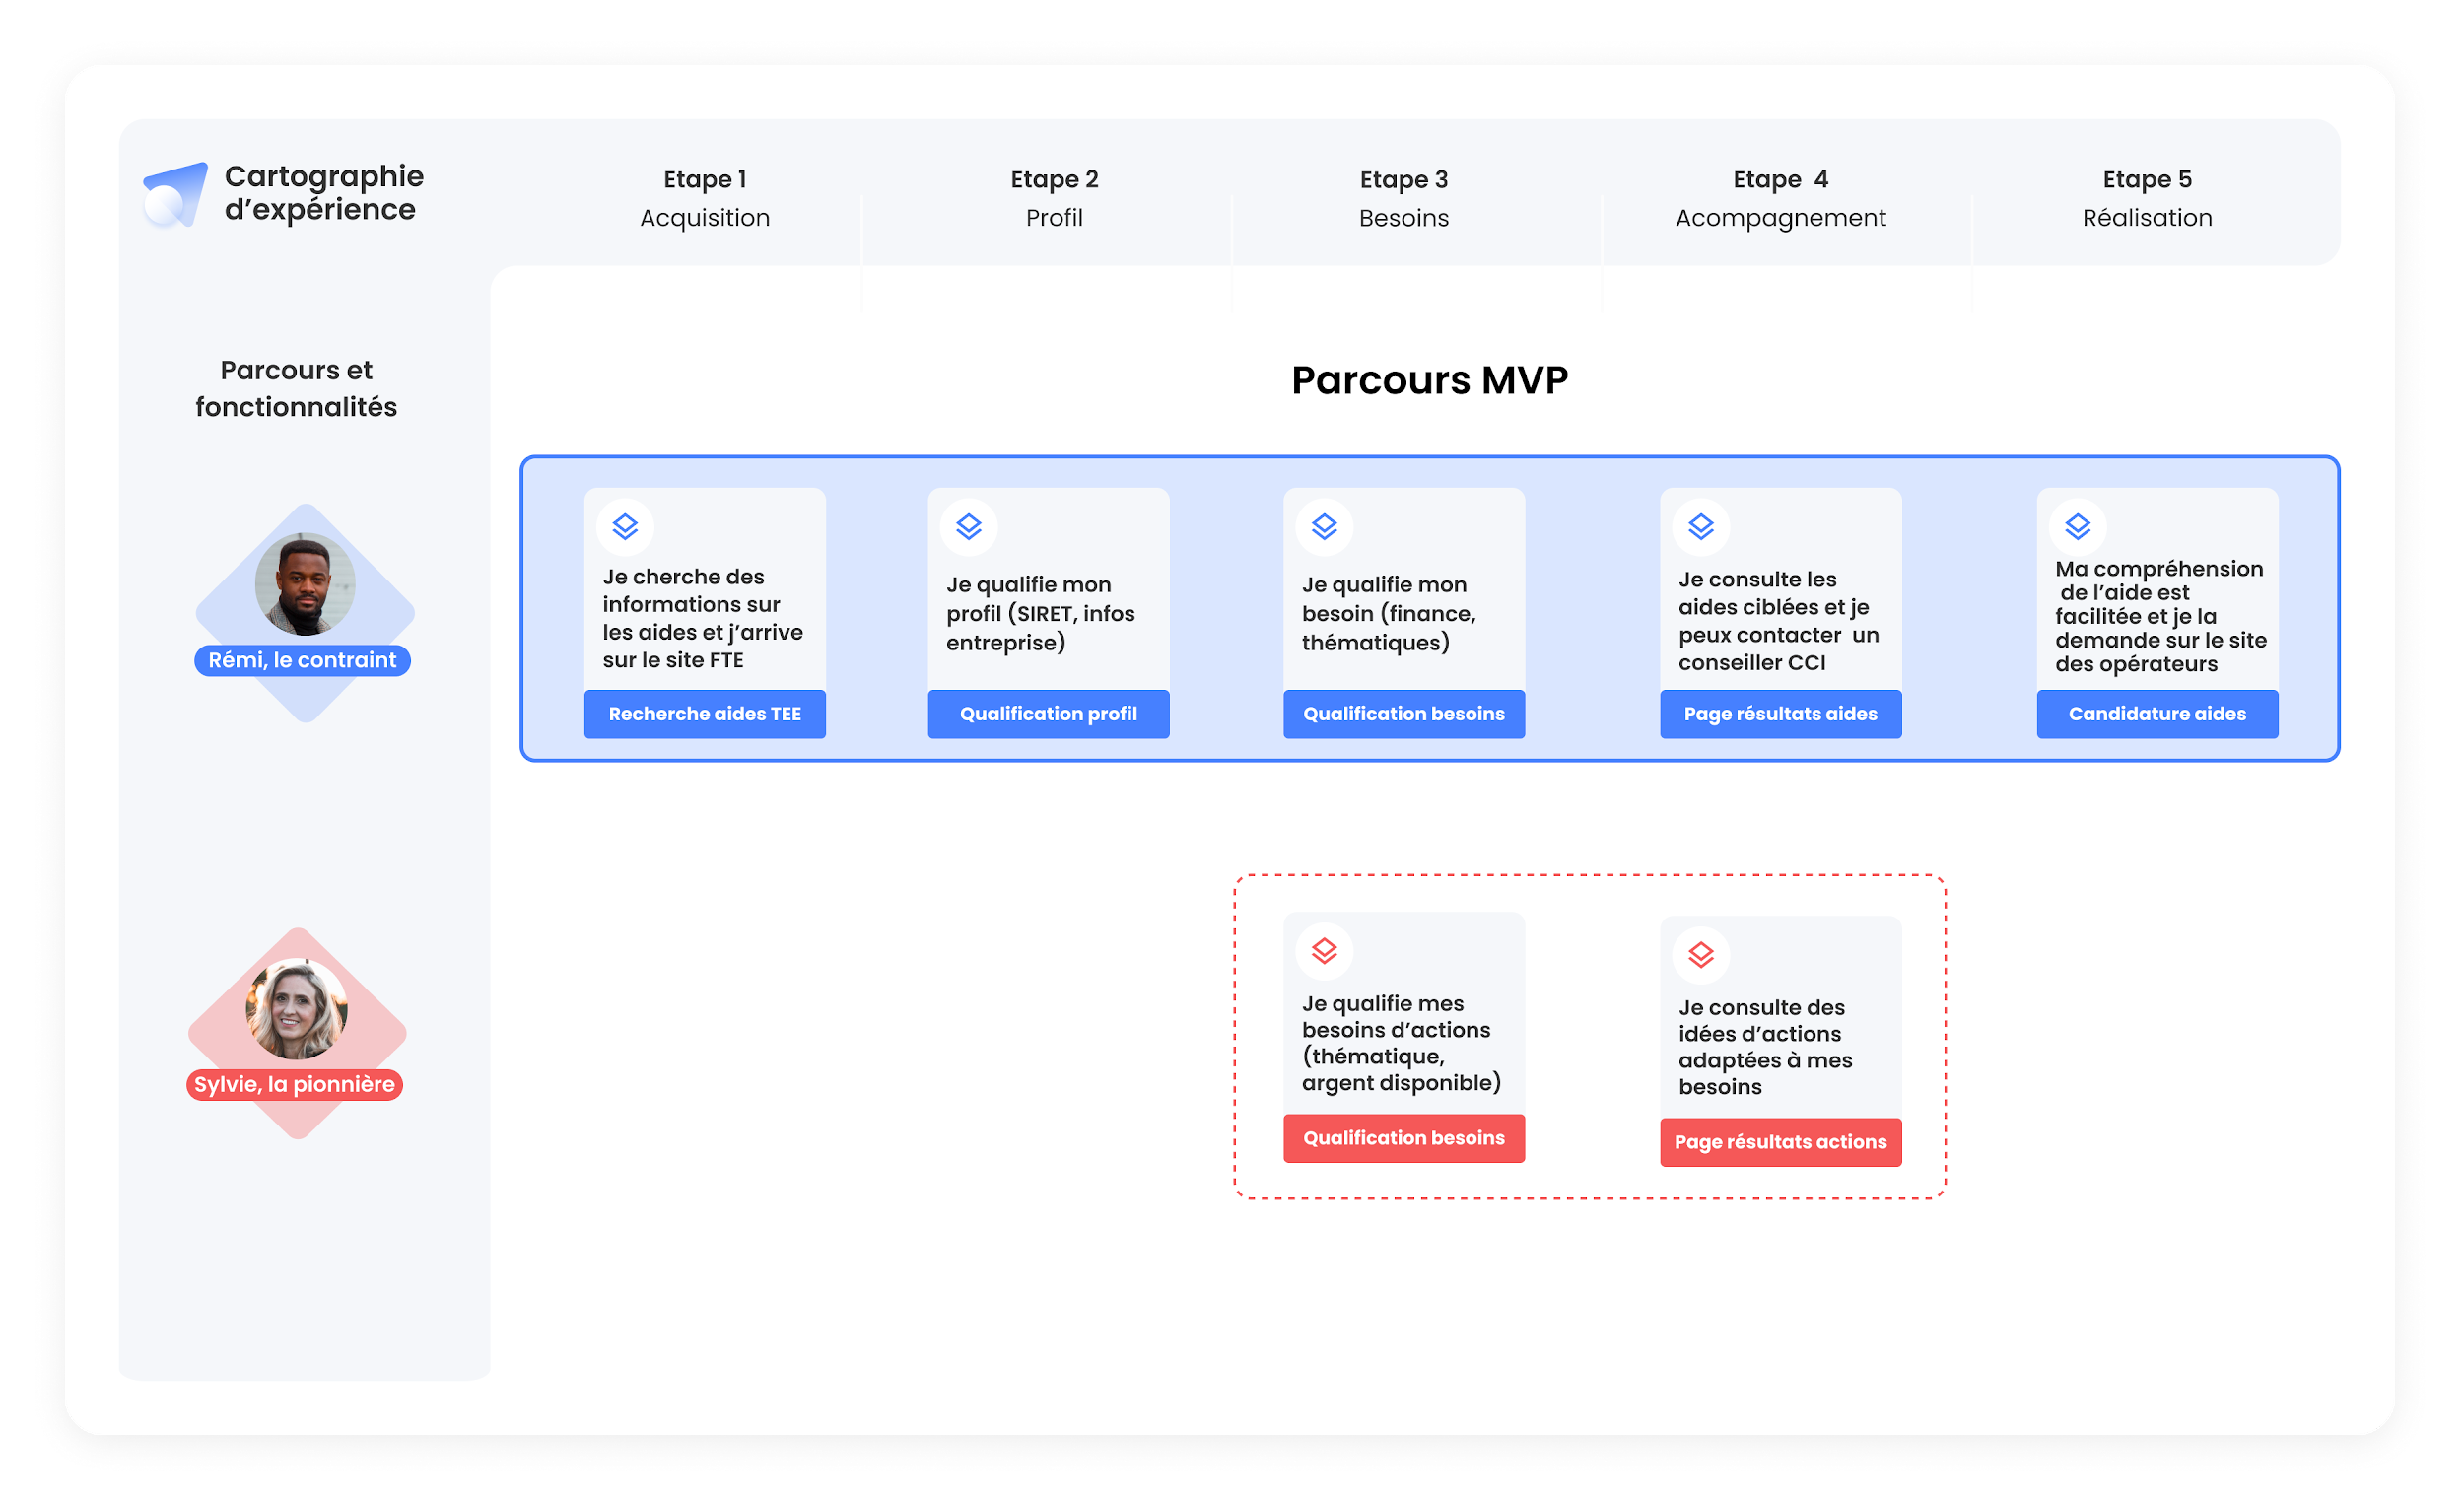 Cartographie
d’expérience
Etape 1
Acquisition
Etape 2
Profil
Etape 3
Besoins
Etape  4
Acompagnement
Etape 5
Réalisation
Parcours et
fonctionnalités
Parcours MVP
Rémi, le contraint
Je cherche des
informations sur
les aides et j’arrive
sur le site FTE
Recherche aides TEE
Je qualifie mon
profil (SIRET, infos
entreprise)
Qualification profil
Je qualifie mon
besoin (finance,
thématiques)
Qualification besoins
Je consulte les
aides ciblées et je
peux contacter  un
conseiller CCI
Page résultats aides
Ma compréhension
de l’aide est
facilitée et je la
demande sur le site
des opérateurs
Candidature aides
Sylvie, la pionnière
Je qualifie mes
besoins d’actions
(thématique,
argent disponible)
Qualification besoins
Je consulte des
idées d’actions
adaptées à mes
besoins
Page résultats actions